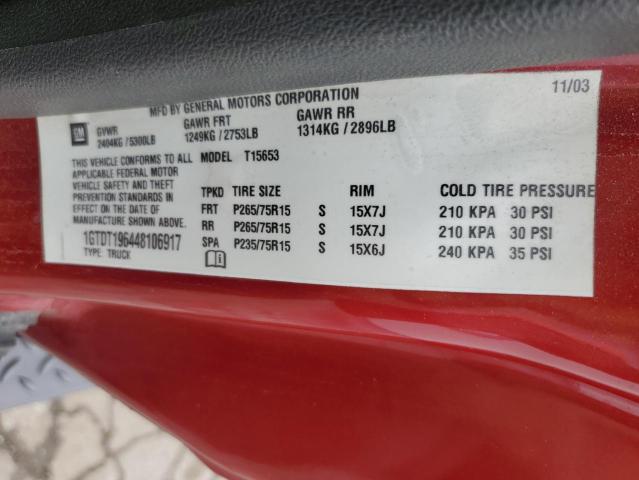 MFD BY GENERAL MOTORS CORPORATION 11/03
GM GVWR GAWR FRT GAWR RR
2404KG / 5300LB 1249KG / 2753LB 1314KG / 2896LB
THIS VEHICLE CONFORMS TO ALL MODEL T15653
APPLICABLE FEDERAL MOTOR
VEHICLE SAFETY AND THEFT TPKD TIRE SIZE RIM COLD TIRE PRESSURE
PREVENTION STANDARDS IN FRT P265/75R15 S 15X7J 210 KPA 30 PSI
EFFECT ON THE DATE OF RR P265/75R15 S 15X7J 210 KPA 30 PSI
MANUFACTURE SHOWN ABOVE. SPA P235/75R15 S 15X6J 240 KPA 35 PSI
1GTDT196448106917
TYPE: TRUCK